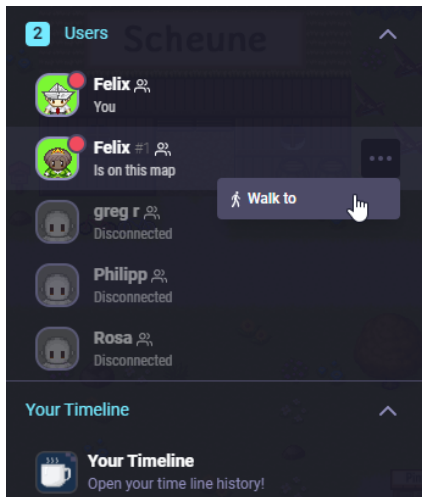 Scheune
2 Users
Felix
You
Felix #1
Is on this map
Walk to
greg r
Disconnected
Philipp
Disconnected
Rosa
Disconnected
Your Timeline
Your Timeline
Open your time line history!